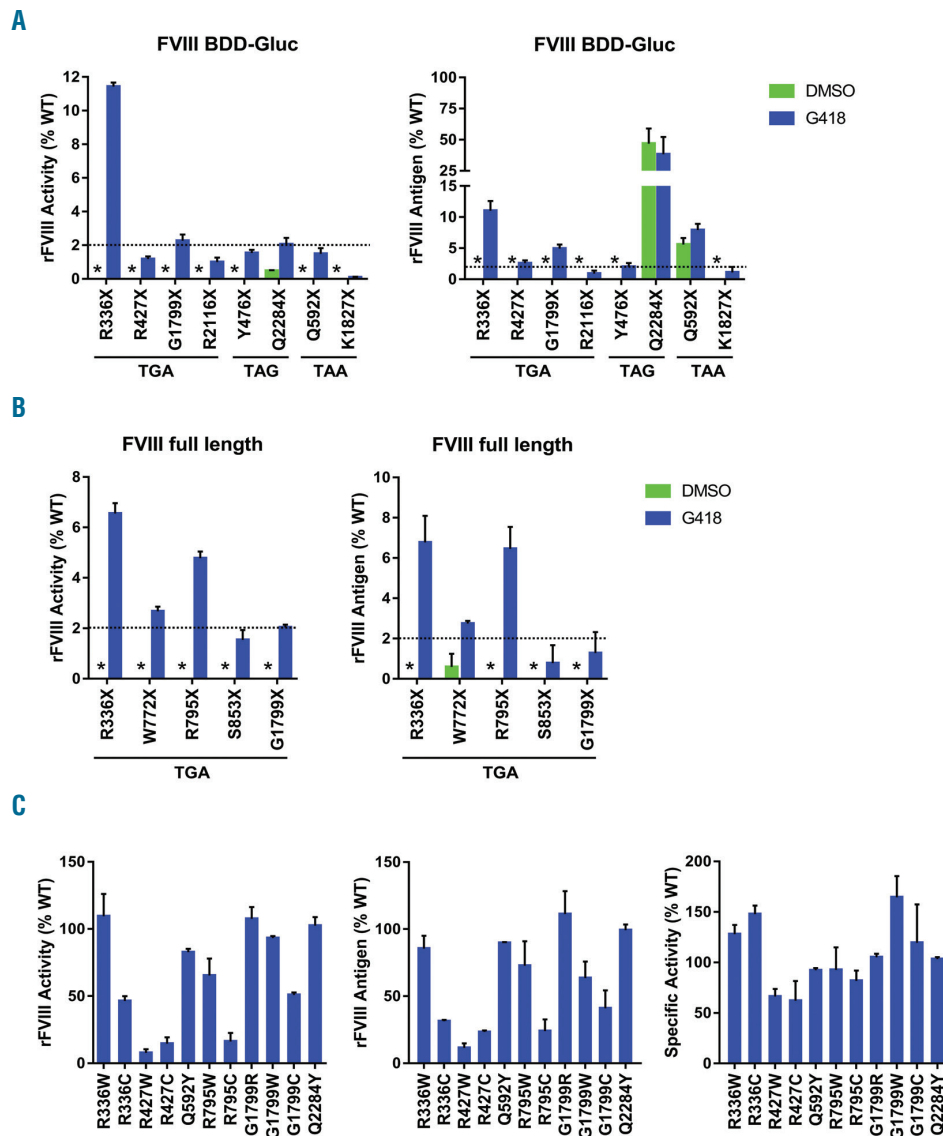 A
FVIII BDD-Gluc
rFVIII Activity (% WT)
12
10
8
6
4
2
0
* * * * * * *
R336X R427X G1799X R2116X Y476X Q2284X Q592X K1827X
TGA TAG TAA
FVIII BDD-Gluc
rFVIII Antigen (% WT)
100
75
50
25
15
10
5
0
* * * * * *
R336X R427X G1799X R2116X Y476X Q2284X Q592X K1827X
TGA TAG TAA
DMSO
G418
B
FVIII full length
rFVIII Activity (% WT)
8
6
4
2
0
* * * * *
R336X W772X R795X S853X G1799X
TGA
FVIII full length
rFVIII Antigen (% WT)
10
8
6
4
2
0
* * * *
R336X W772X R795X S853X G1799X
TGA
DMSO
G418
C
rFVIII Activity (% WT)
150
100
50
0
R336W R336C R427W R427C Q592Y R795W R795C G1799R G1799W G1799C Q2284Y
rFVIII Antigen (% WT)
150
100
50
0
R336W R336C R427W R427C Q592Y R795W R795C G1799R G1799W G1799C Q2284Y
Specific Activity (% WT)
200
150
100
50
0
R336W R336C R427W R427C Q592Y R795W R795C G1799R G1799W G1799C Q2284Y